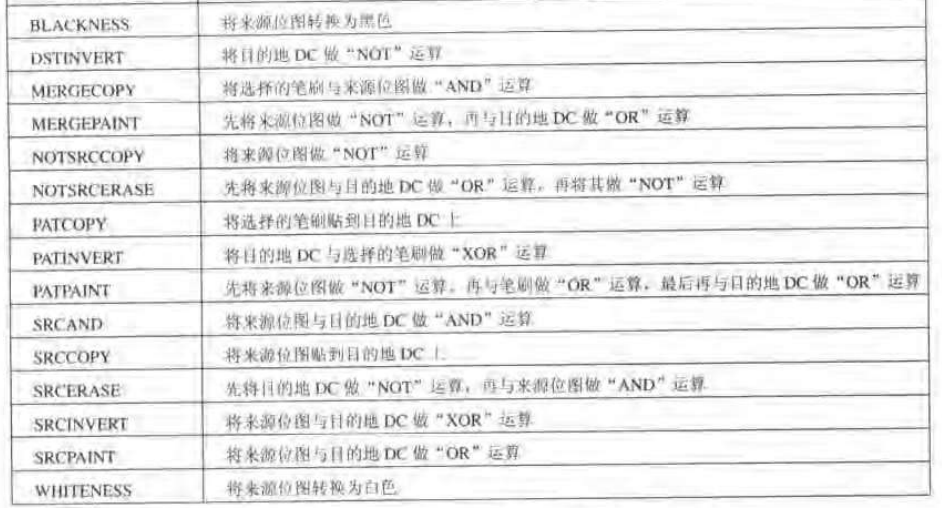 BLACKNESS 将来源位图转换为黑色
DSTINVERT 将目的地 DC 做“NOT”运算
MERGECOPY 将选择的笔刷与来源位图做“AND”运算
MERGEPAINT 先将来源位图做“NOT”运算，再与目的地 DC 做“OR”运算
NOTSRCCOPY 将来源位图做“NOT”运算
NOTSRCERASE 先将来源位图与目的地 DC 做“OR”运算，再将其做“NOT”运算
PATCOPY 将选择的笔刷贴到目的地 DC 上
PATINVERT 将目的地 DC 与选择的笔刷做“XOR”运算
PATPAINT 先将来源位图做“NOT”运算，再与笔刷做“OR”运算，最后再与目的地 DC 做“OR”运算
SRCAND 将来源位图与目的地 DC 做“AND”运算
SRCCOPY 将来源位图贴到目的地 DC 上
SRCERASE 先将目的地 DC 做“NOT”运算，再与来源位图做“AND”运算
SRCINVERT 将来源位图与目的地 DC 做“XOR”运算
SRCPAINT 将来源位图与目的地 DC 做“OR”运算
WHITENESS 将来源位图转换为白色